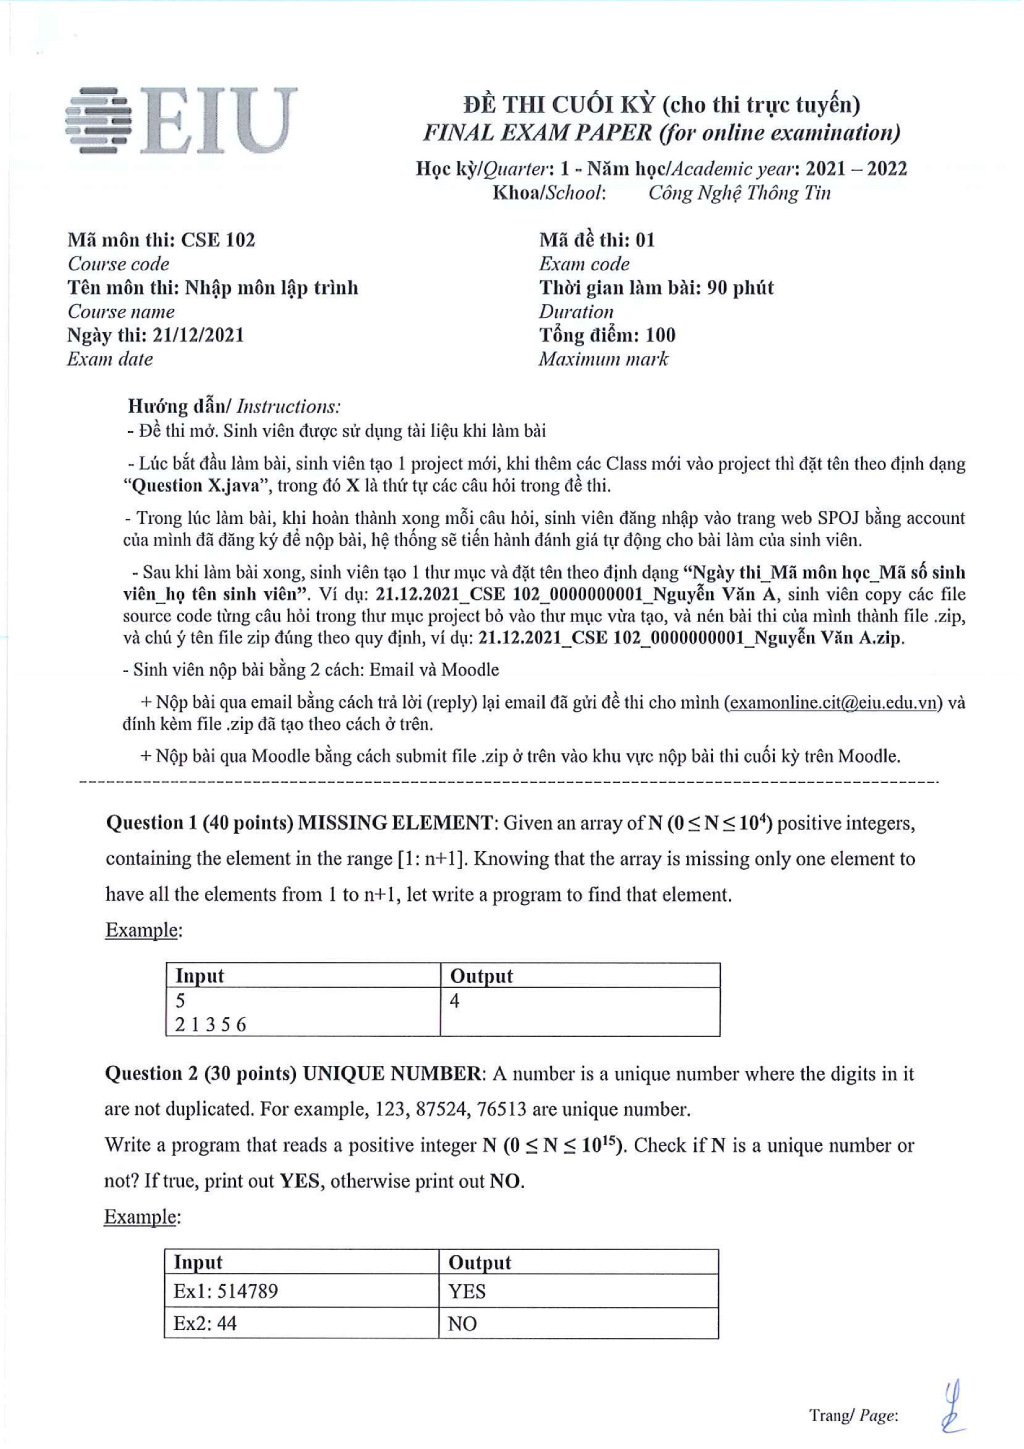 EIU
ĐỀ THI CUỐI KỲ (cho thi trực tuyến)
FINAL EXAM PAPER (for online examination)
Học kỳ/Quarter: 1 - Năm học/Academic year: 2021 – 2022
Khoa/School: Công Nghệ Thông Tin
Mã môn thi: CSE 102
Course code
Tên môn thi: Nhập môn lập trình
Course name
Ngày thi: 21/12/2021
Exam date
Mã đề thi: 01
Exam code
Thời gian làm bài: 90 phút
Duration
Tổng điểm: 100
Maximum mark
Hướng dẫn/ Instructions:
- Đề thi mở. Sinh viên được sử dụng tài liệu khi làm bài
- Lúc bắt đầu làm bài, sinh viên tạo 1 project mới, khi thêm các Class mới vào project thì đặt tên theo định dạng
“Question X.java”, trong đó X là thứ tự các câu hỏi trong đề thi.
- Trong lúc làm bài, khi hoàn thành xong mỗi câu hỏi, sinh viên đăng nhập vào trang web SPOJ bằng account
của mình đã đăng ký để nộp bài, hệ thống sẽ tiến hành đánh giá tự động cho bài làm của sinh viên.
- Sau khi làm bài xong, sinh viên tạo 1 thư mục và đặt tên theo định dạng “Ngày thi_Mã môn học_Mã số sinh
viên_họ tên sinh viên”. Ví dụ: 21.12.2021_CSE 102_0000000001_Nguyễn Văn A, sinh viên copy các file
source code từng câu hỏi trong thư mục project bỏ vào thư mục vừa tạo, và nén bài thi của mình thành file .zip,
và chú ý tên file zip đúng theo quy định, ví dụ: 21.12.2021_CSE 102_0000000001_Nguyễn Văn A.zip.
- Sinh viên nộp bài bằng 2 cách: Email và Moodle
+ Nộp bài qua email bằng cách trả lời (reply) lại email đã gửi đề thi cho mình (examonline.cit@eiu.edu.vn) và
đính kèm file .zip đã tạo theo cách ở trên.
+ Nộp bài qua Moodle bằng cách submit file .zip ở trên vào khu vực nộp bài thi cuối kỳ trên Moodle.
Question 1 (40 points) MISSING ELEMENT: Given an array of N (0 ≤ N ≤ 10⁴) positive integers,
containing the element in the range [1: n+1]. Knowing that the array is missing only one element to
have all the elements from 1 to n+1, let write a program to find that element.
Example:
Input Output
5 4
2 1 3 5 6
Question 2 (30 points) UNIQUE NUMBER: A number is a unique number where the digits in it
are not duplicated. For example, 123, 87524, 76513 are unique number.
Write a program that reads a positive integer N (0 ≤ N ≤ 10¹⁵). Check if N is a unique number or
not? If true, print out YES, otherwise print out NO.
Example:
Input Output
Ex1: 514789 YES
Ex2: 44 NO
Trang/ Page: